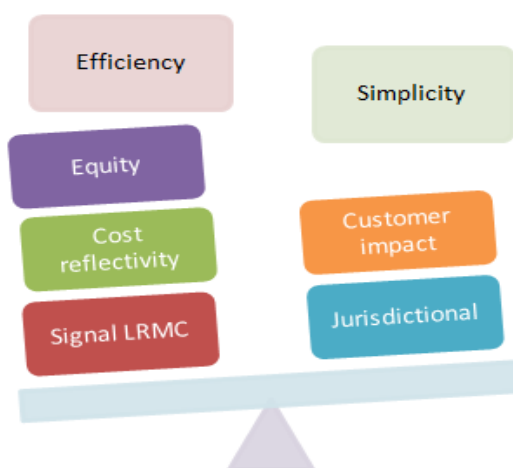 Efficiency
Simplicity
Equity
Cost
reflectivity
Signal LRMC
Customer
impact
Jurisdictional